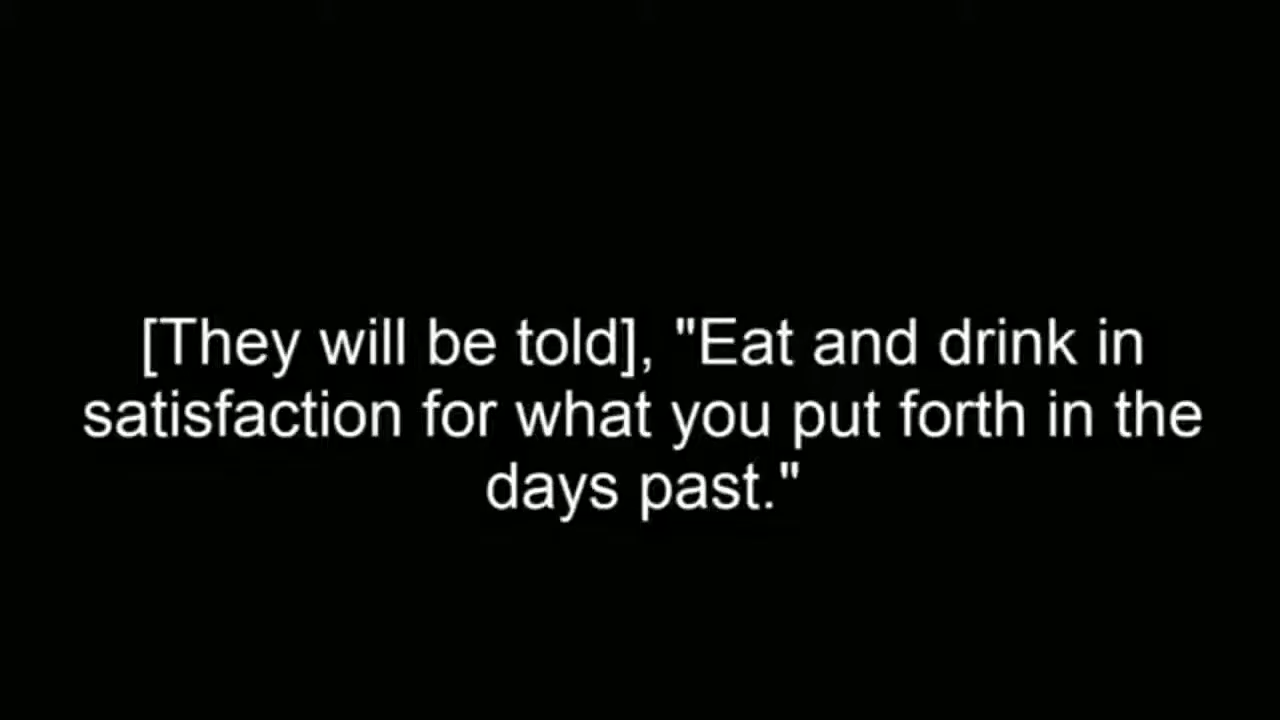 [They will be told], "Eat and drink in
satisfaction for what you put forth in the
days past."